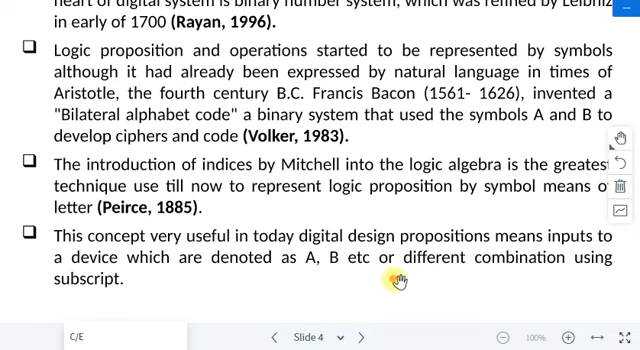 heart of digital system is binary number system, which was refined by Leibniz
in early of 1700 (Rayan, 1996).
Logic proposition and operations started to be represented by symbols
although it had already been expressed by natural language in times of
Aristotle, the fourth century B.C. Francis Bacon (1561- 1626), invented a
"Bilateral alphabet code" a binary system that used the symbols A and B to
develop ciphers and code (Volker, 1983).
The introduction of indices by Mitchell into the logic algebra is the greatest
technique use till now to represent logic proposition by symbol means of
letter (Peirce, 1885).
This concept very useful in today digital design propositions means inputs to
a device which are denoted as A, B etc or different combination using
subscript.
C/E
Slide 4
100%